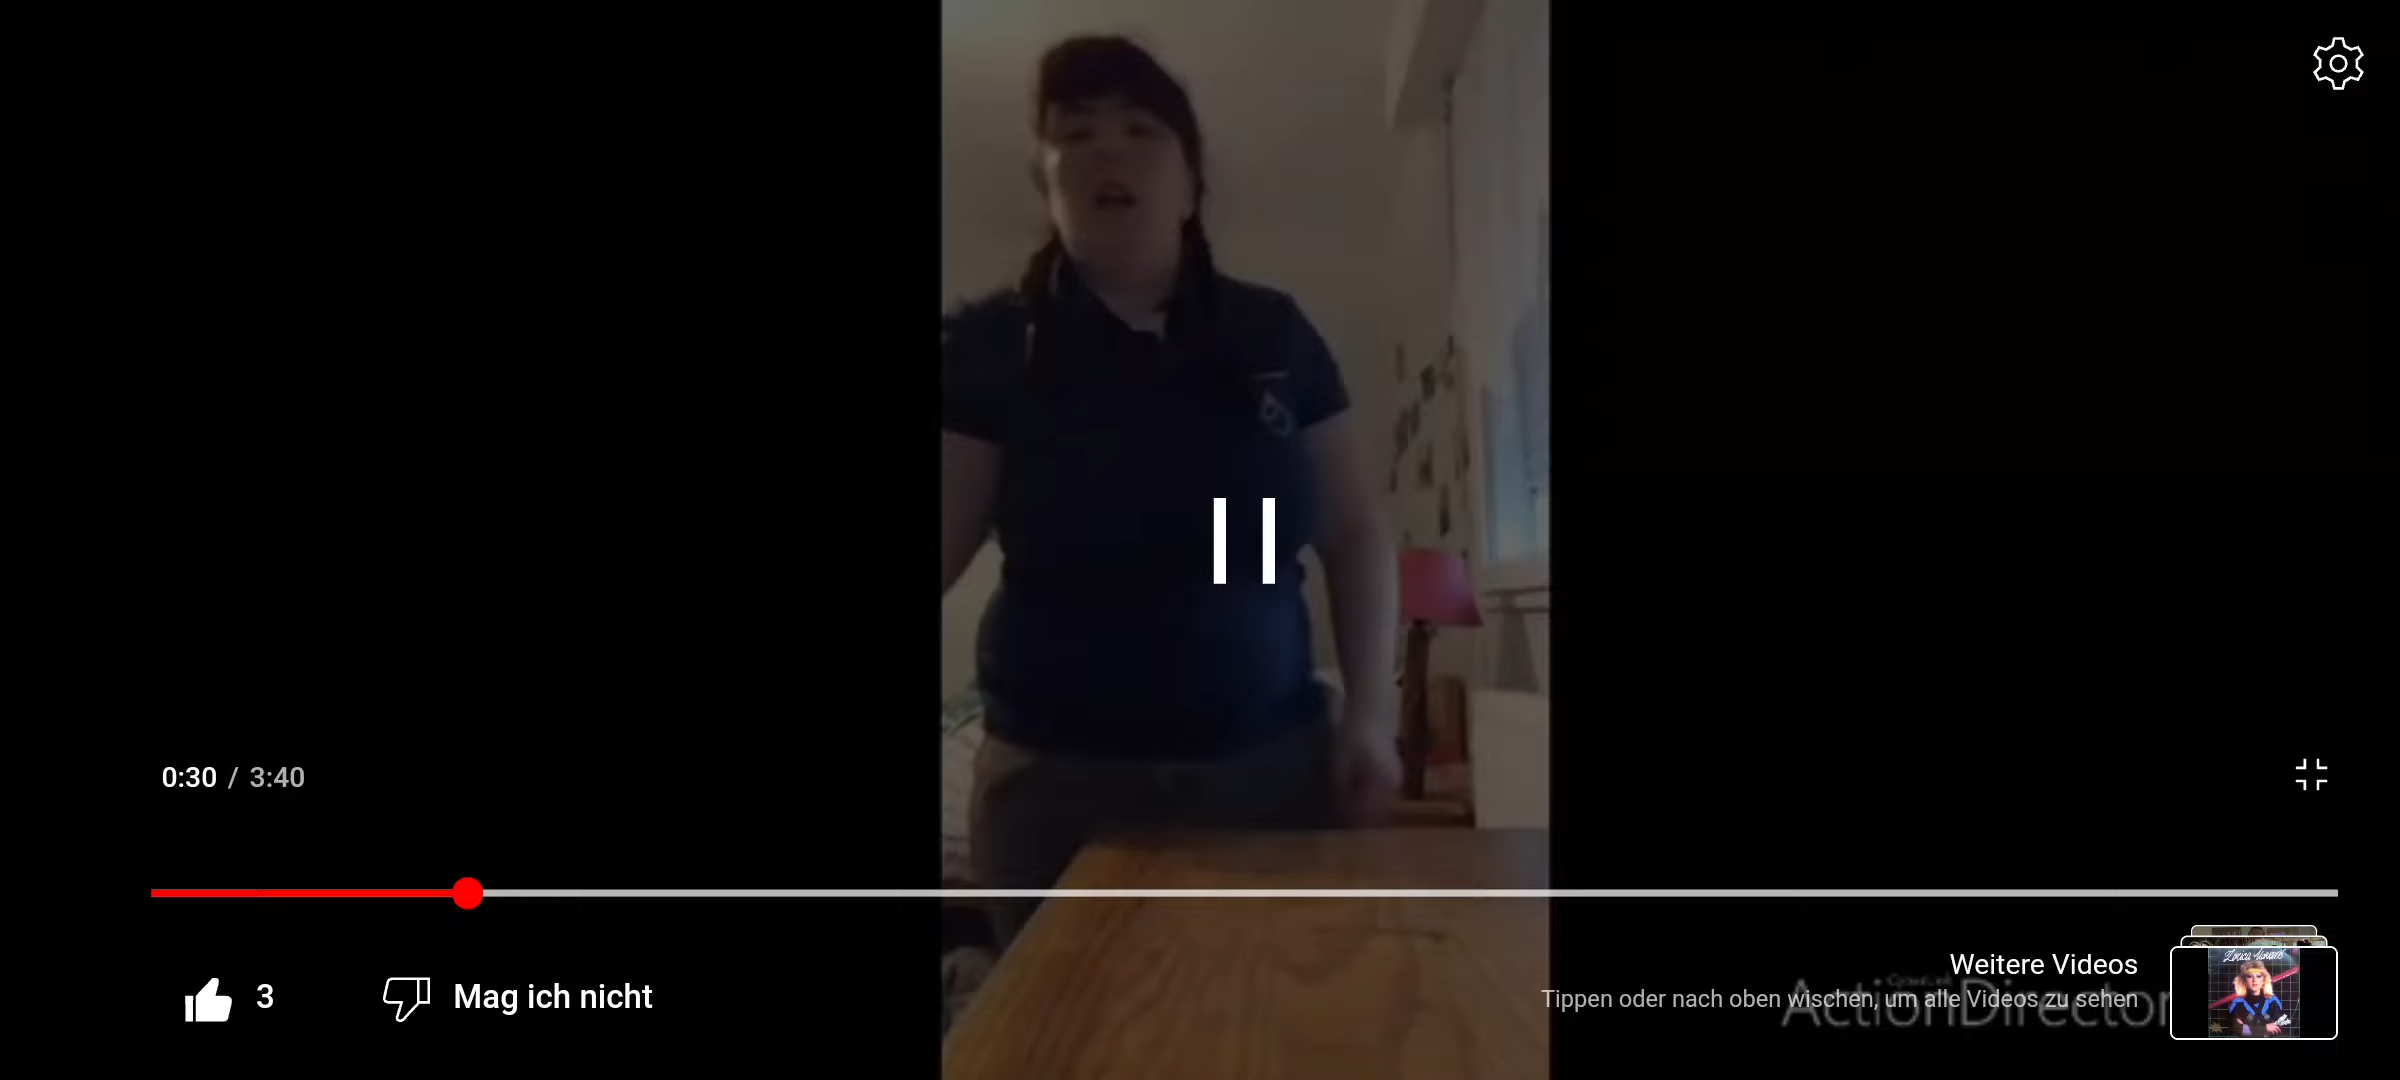 0:30 / 3:40
3
Mag ich nicht
Weitere Videos
Tippen oder nach oben wischen, um alle Videos zu sehen
ActionDirector